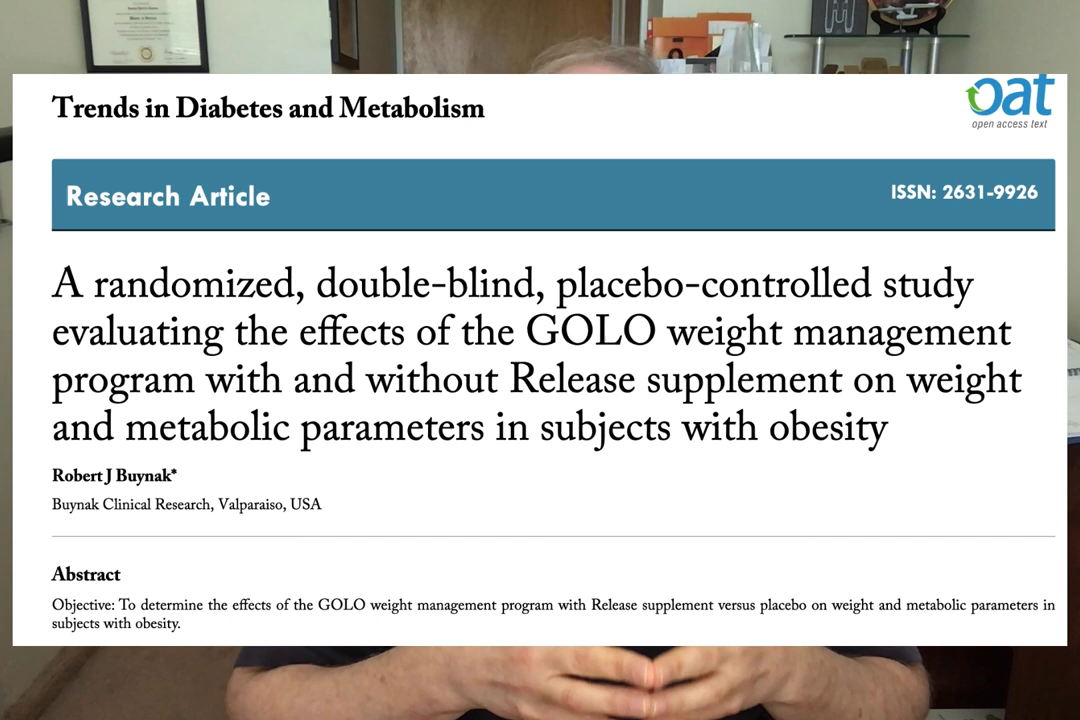 Trends in Diabetes and Metabolism
oat
open access text
Research Article
ISSN: 2631-9926
A randomized, double-blind, placebo-controlled study
evaluating the effects of the GOLO weight management
program with and without Release supplement on weight
and metabolic parameters in subjects with obesity
Robert J Buynak*
Buynak Clinical Research, Valparaiso, USA
Abstract
Objective: To determine the effects of the GOLO weight management program with Release supplement versus placebo on weight and metabolic parameters in
subjects with obesity.